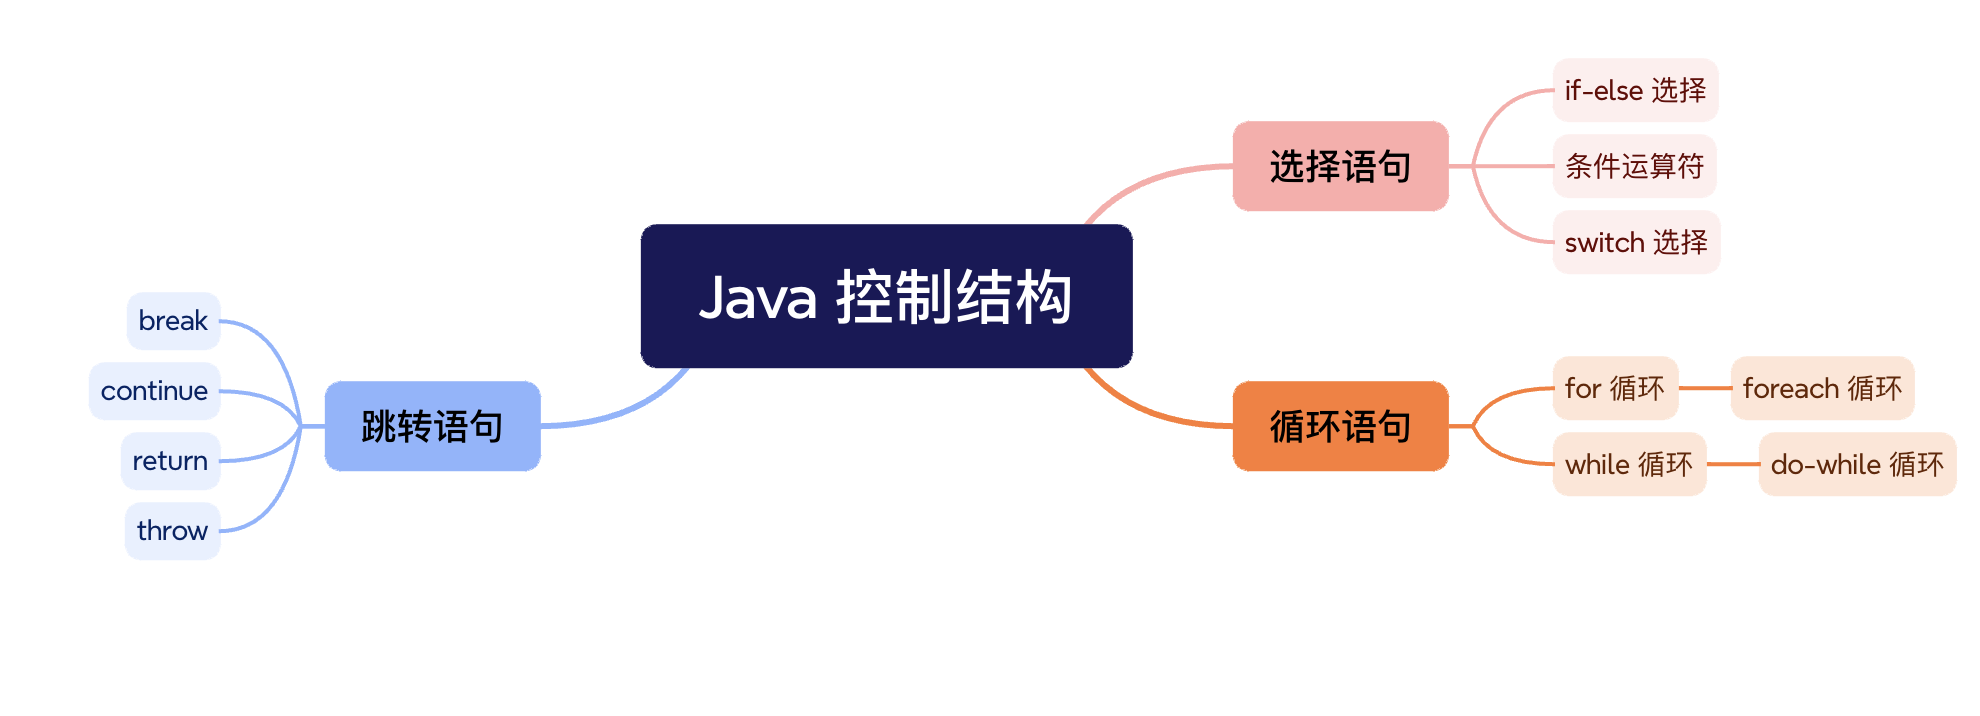 Java 控制结构
选择语句
if-else 选择
条件运算符
switch 选择
循环语句
for 循环
foreach 循环
while 循环
do-while 循环
跳转语句
break
continue
return
throw